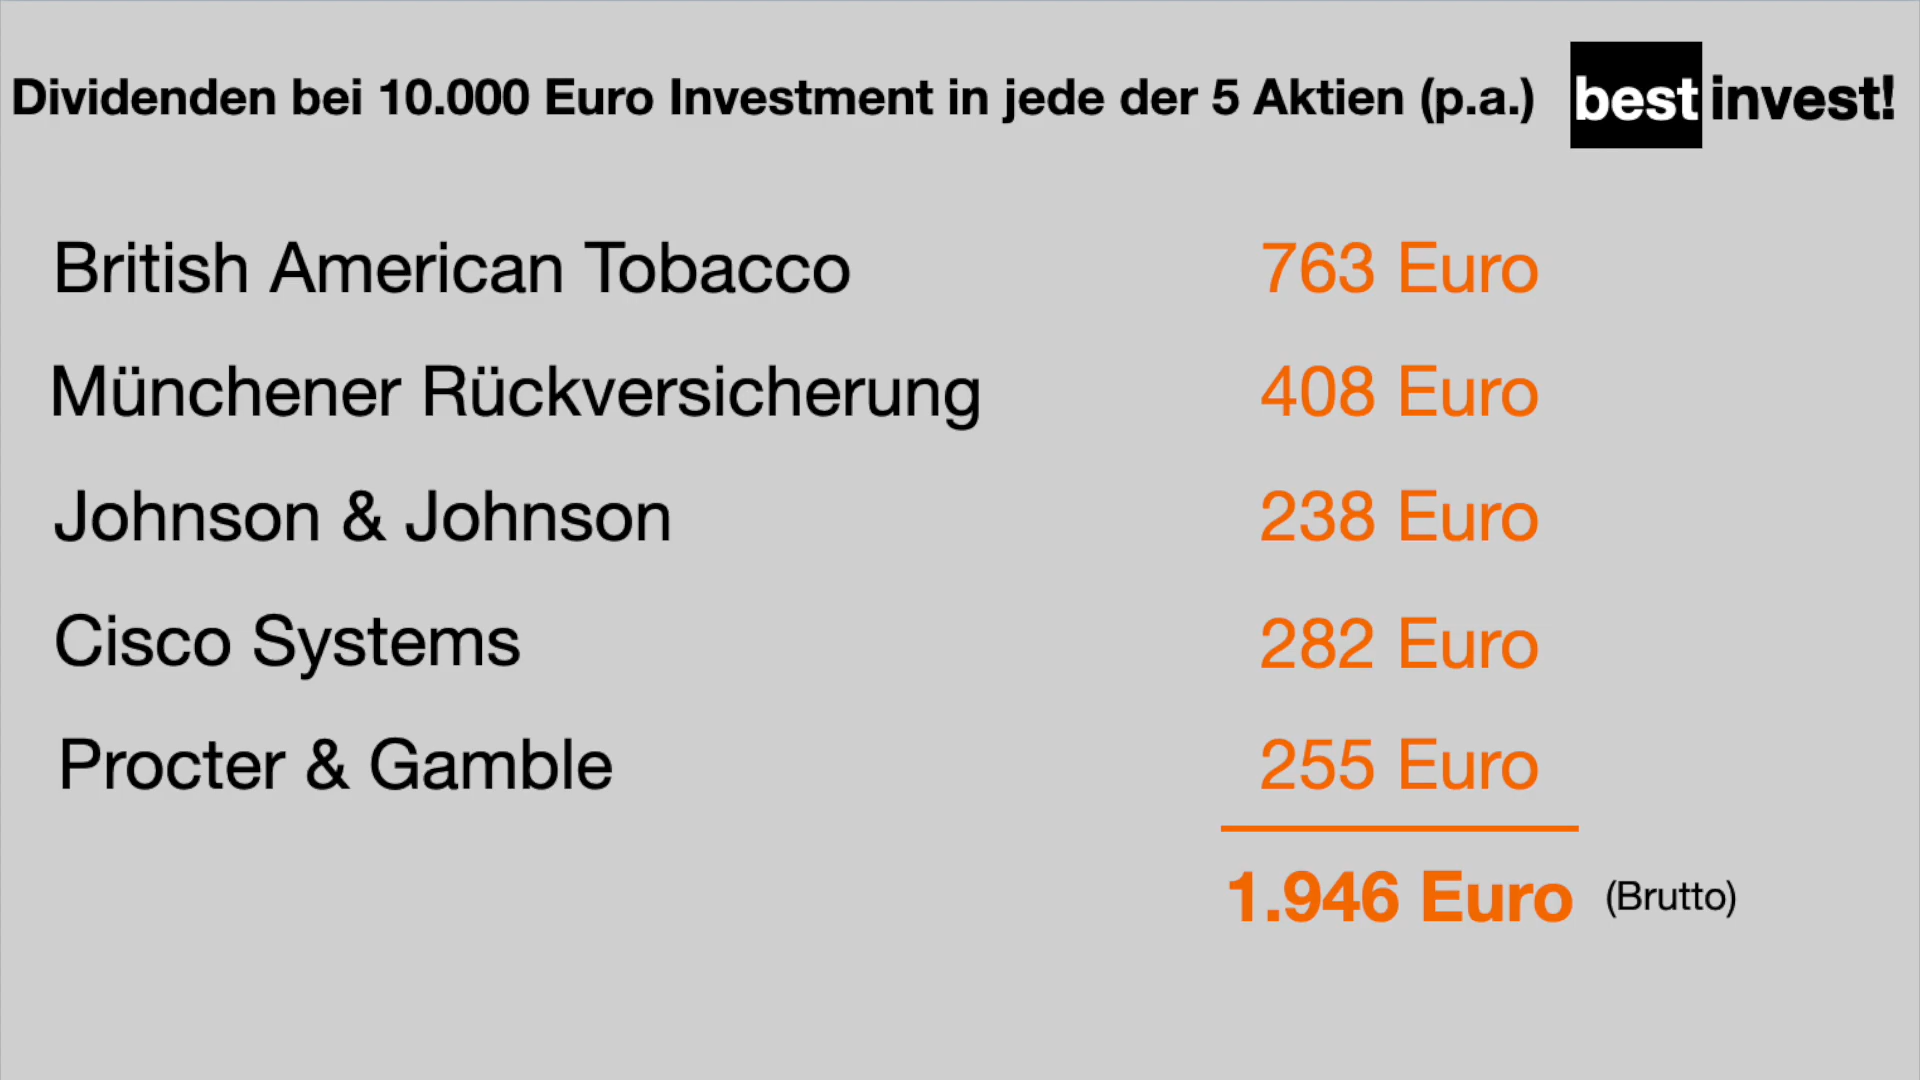 Dividenden bei 10.000 Euro Investment in jede der 5 Aktien (p.a.) best invest!
British American Tobacco 763 Euro
Münchener Rückversicherung 408 Euro
Johnson & Johnson 238 Euro
Cisco Systems 282 Euro
Procter & Gamble 255 Euro
1.946 Euro (Brutto)